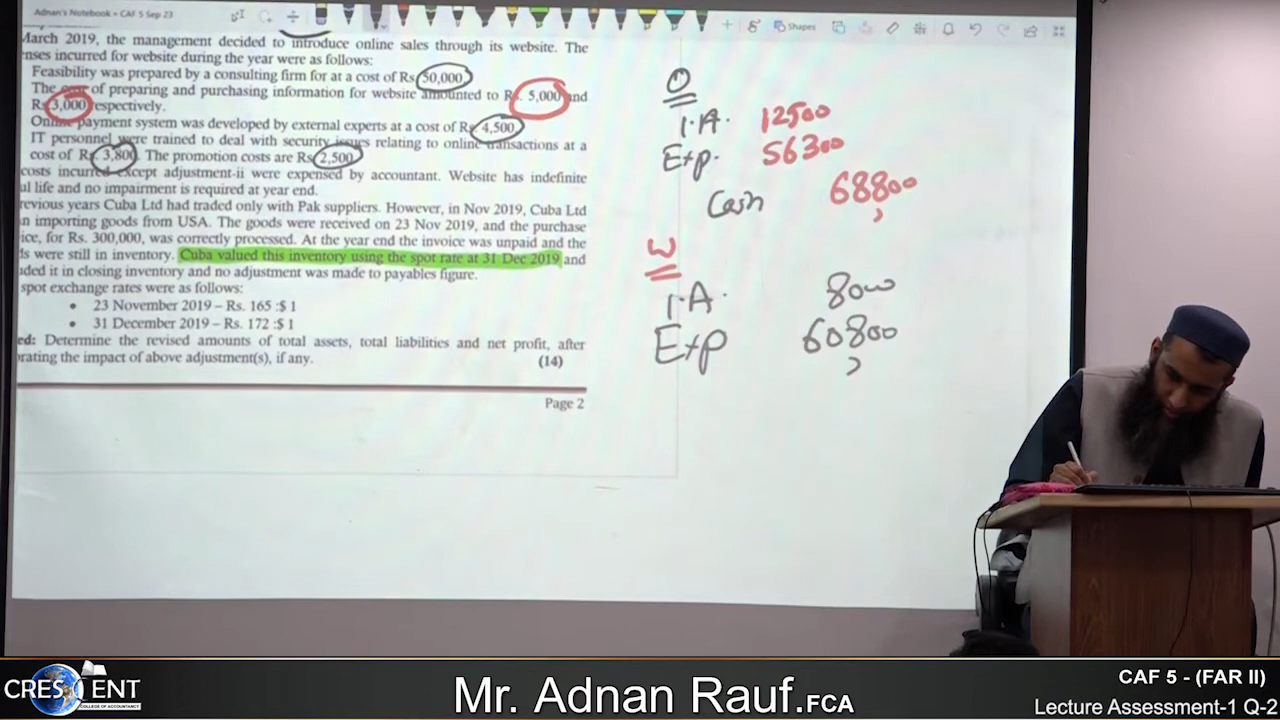 Adnan's Notebook » CAF 5 Sep 23
Shapes
March 2019, the management decided to introduce online sales through its website. The
nses incurred for website during the year were as follows:
Feasibility was prepared by a consulting firm for at a cost of Rs 50,000
The cost of preparing and purchasing information for website amounted to Rs. 5,000 and
Rs 3,000 respectively.
Online payment system was developed by external experts at a cost of Rs 4,500
IT personnel were trained to deal with security issues relating to online transactions at a
cost of Rs. 3,800. The promotion costs are Rs 2,500
costs incurred except adjustment-ii were expensed by accountant. Website has indefinite
ul life and no impairment is required at year end.
revious years Cuba Ltd had traded only with Pak suppliers. However, in Nov 2019, Cuba Ltd
n importing goods from USA. The goods were received on 23 Nov 2019, and the purchase
ice, for Rs. 300,000, was correctly processed. At the year end the invoice was unpaid and the
ds were still in inventory. Cuba valued this inventory using the spot rate at 31 Dec 2019 and
ded it in closing inventory and no adjustment was made to payables figure.
spot exchange rates were as follows:
• 23 November 2019 – Rs. 165 :$ 1
• 31 December 2019 – Rs. 172 :$ 1
ed: Determine the revised amounts of total assets, total liabilities and net profit, after
rating the impact of above adjustment(s), if any. (14)
Page 2
O
I.A. 12500
Exp. 56300
Cash 68800
W
I.A. 8000
Exp 60800
CRESCENT
COLLEGE OF ACCOUNTANCY
Mr. Adnan Rauf.FCA
CAF 5 - (FAR II)
Lecture Assessment-1 Q-2